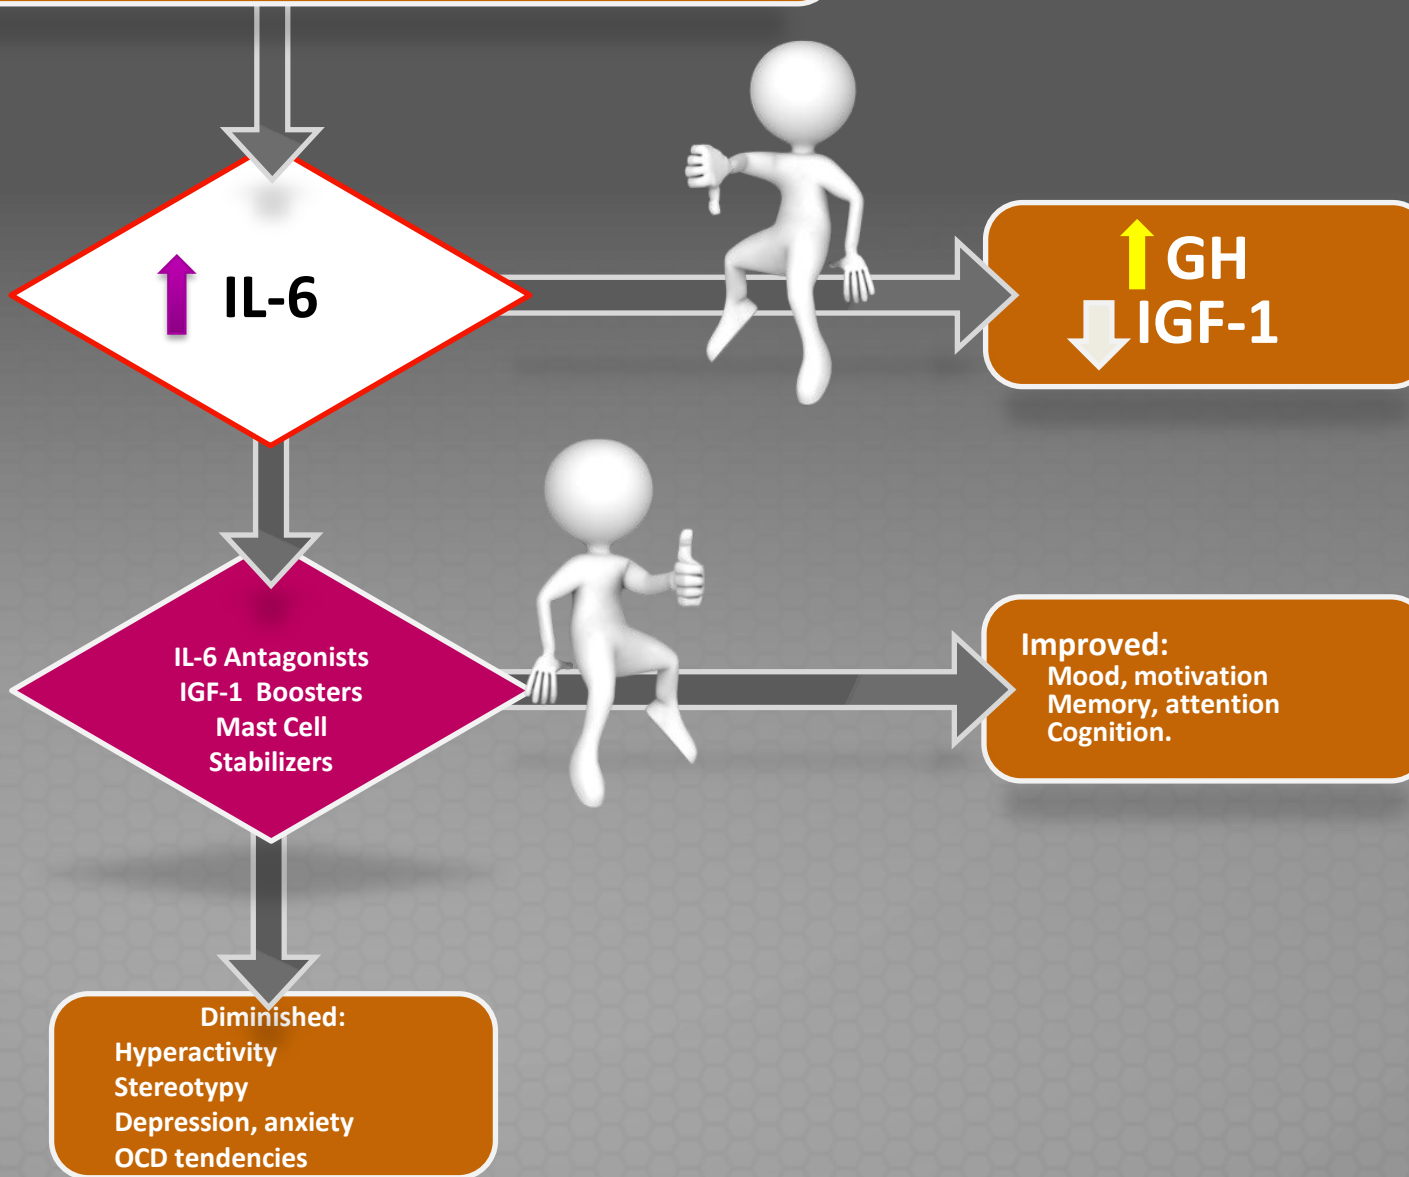 IL-6
GH
IGF-1
IL-6 Antagonists
IGF-1 Boosters
Mast Cell
Stabilizers
Improved:
Mood, motivation
Memory, attention
Cognition.
Diminished:
Hyperactivity
Stereotypy
Depression, anxiety
OCD tendencies